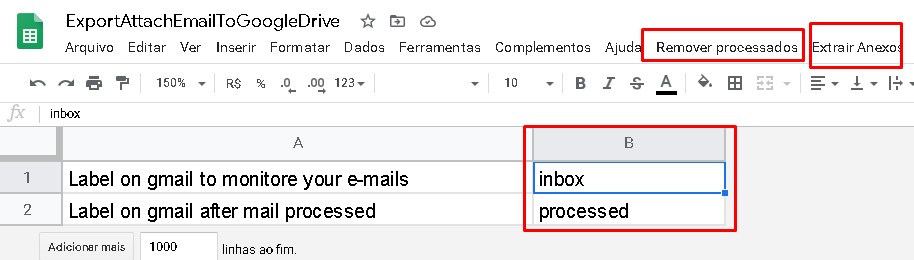 ExportAttachEmailToGoogleDrive
Arquivo Editar Ver Inserir Formatar Dados Ferramentas Complementos Ajuda Remover processados Extrair Anexos
150% R$ % .0 .00 123 10 B I S A
fx inbox
A B
1 Label on gmail to monitore your e-mails inbox
2 Label on gmail after mail processed processed
Adicionar mais 1000 linhas ao fim.